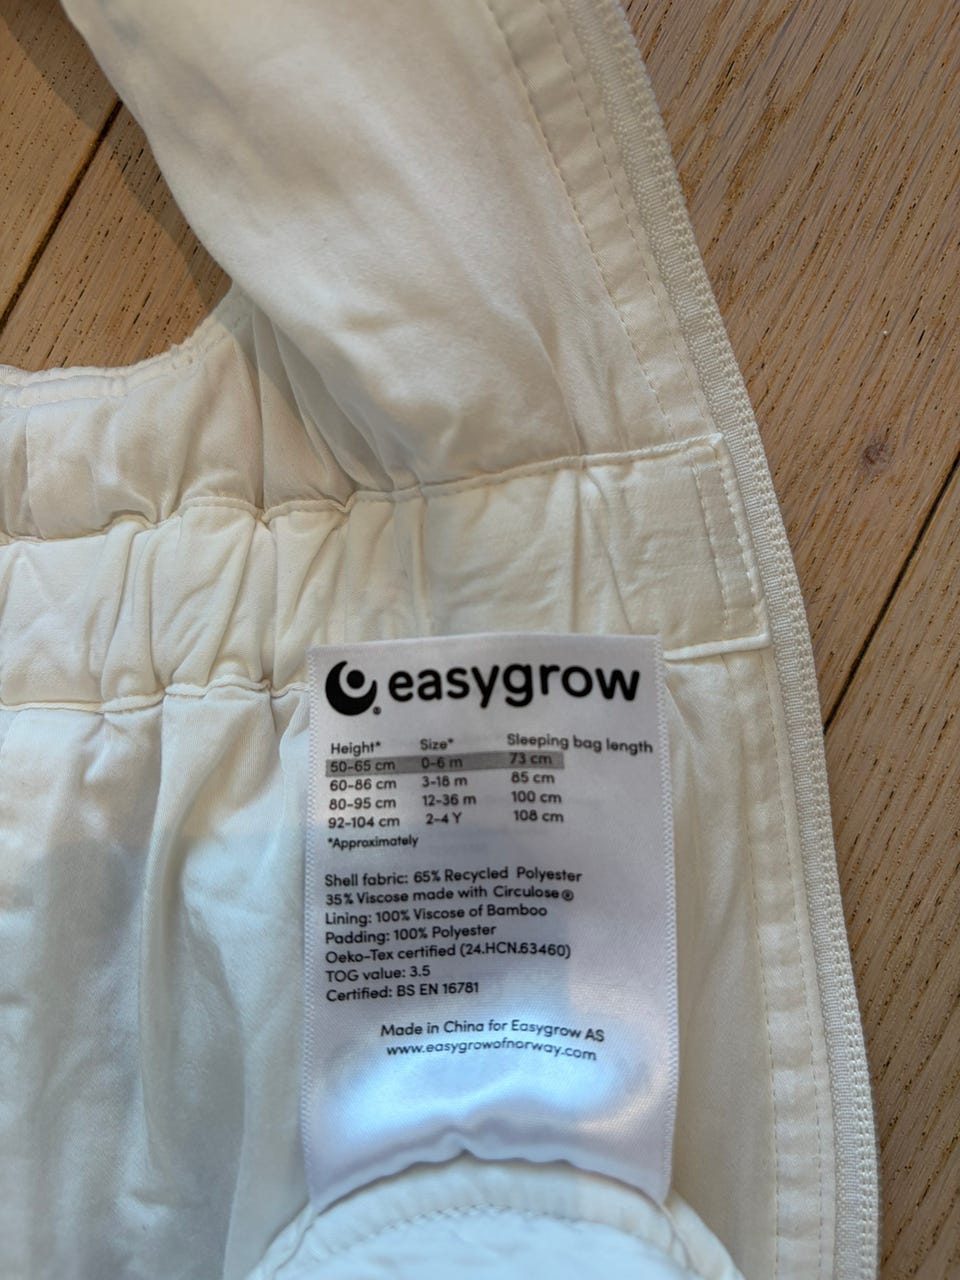 easygrow
Height* Size* Sleeping bag length
50-65 cm 0-6 m 73 cm
60-86 cm 3-18 m 85 cm
80-95 cm 12-36 m 100 cm
92-104 cm 2-4 Y 108 cm
*Approximately
Shell fabric: 65% Recycled Polyester
35% Viscose made with Circulose®
Lining: 100% Viscose of Bamboo
Padding: 100% Polyester
Oeko-Tex certified (24.HCN.63460)
TOG value: 3.5
Certified: BS EN 16781
Made in China for Easygrow AS
www.easygrowofnorway.com